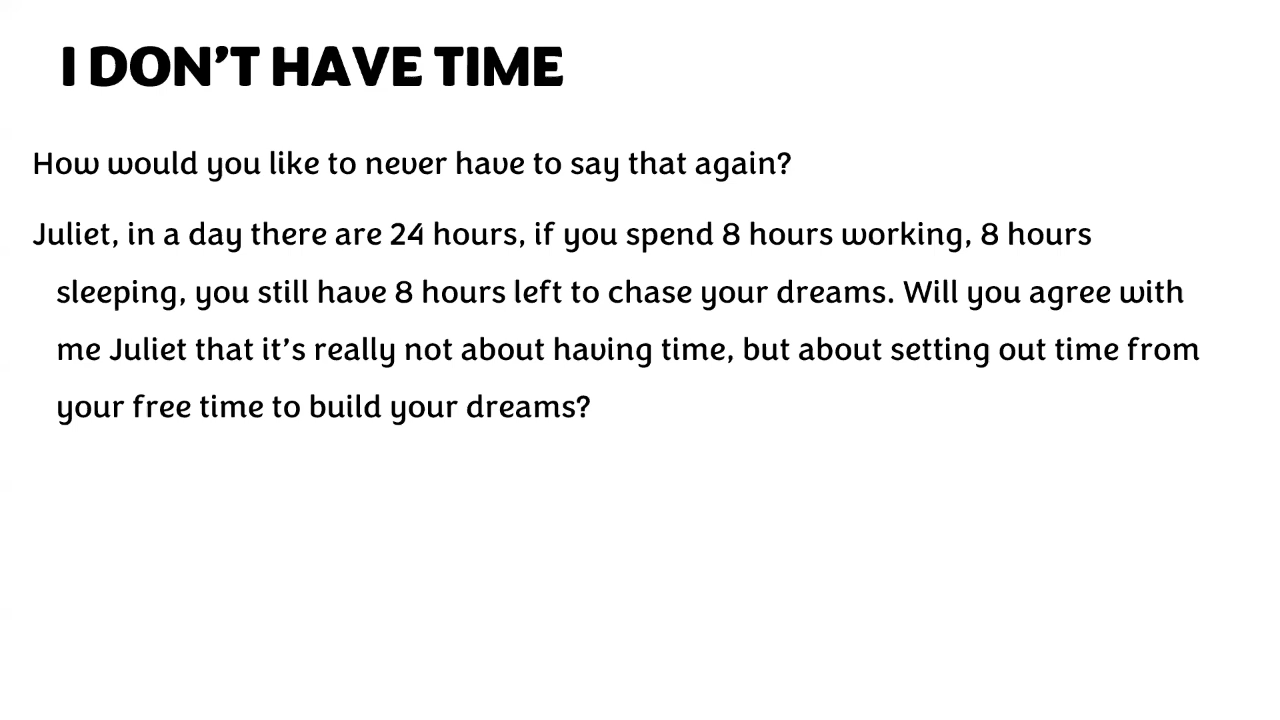 I DON'T HAVE TIME
How would you like to never have to say that again?
Juliet, in a day there are 24 hours, if you spend 8 hours working, 8 hours
sleeping, you still have 8 hours left to chase your dreams. Will you agree with
me Juliet that it's really not about having time, but about setting out time from
your free time to build your dreams?